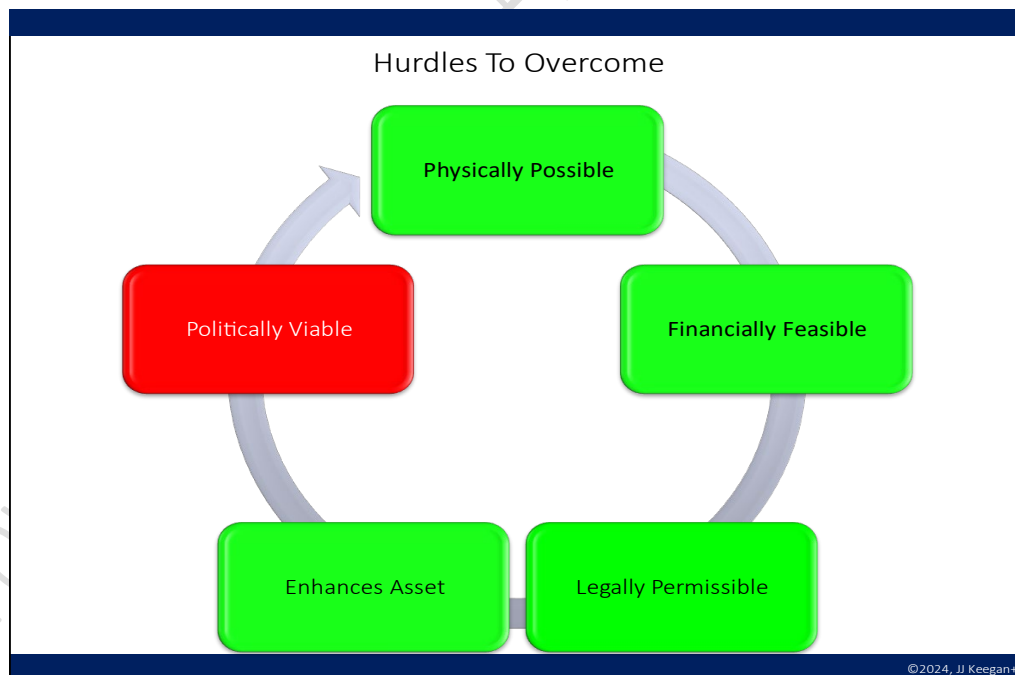 Hurdles To Overcome
Physically Possible
Financially Feasible
Legally Permissible
Enhances Asset
Politically Viable
©2024, JJ Keegan+